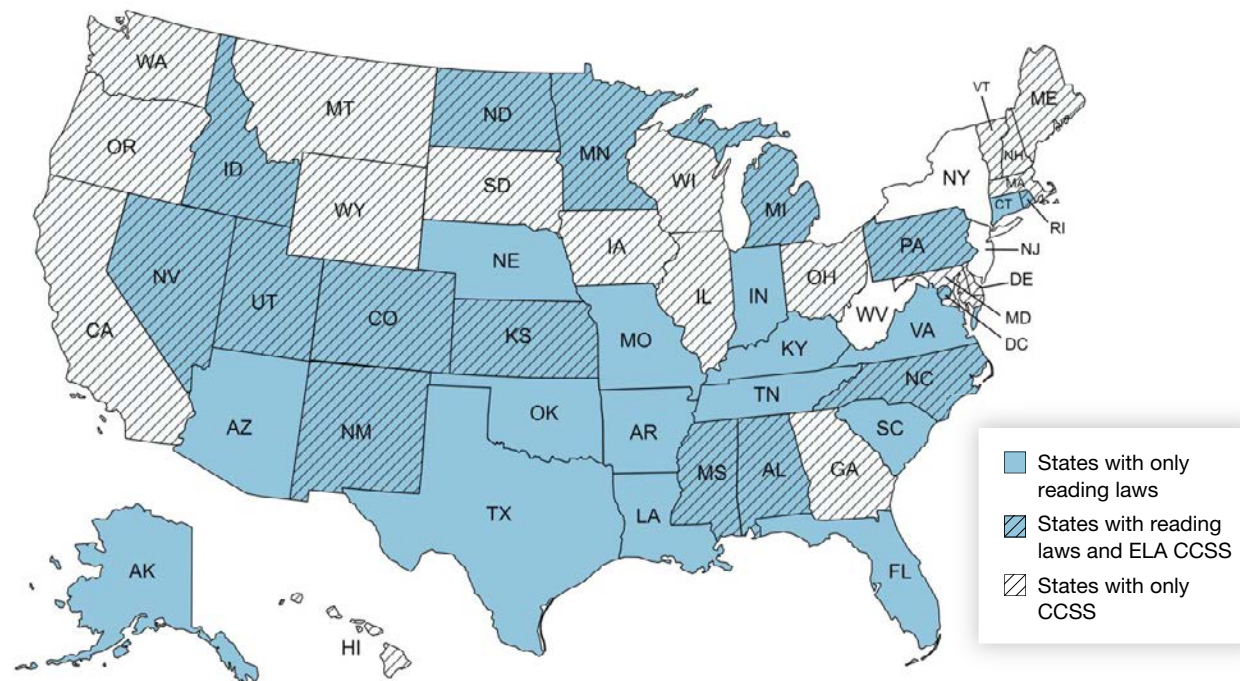 WA
MT
ND
MN
VT
ME
OR
ID
WY
SD
WI
MI
NY
NH
MA
CT
RI
NV
UT
CO
NE
IA
IL
IN
OH
PA
NJ
DE
MD
DC
CA
KS
MO
KY
WV
VA
AZ
NM
OK
AR
TN
NC
SC
TX
LA
MS
AL
GA
FL
AK
HI
States with only
reading laws
States with reading
laws and ELA CCSS
States with only
CCSS